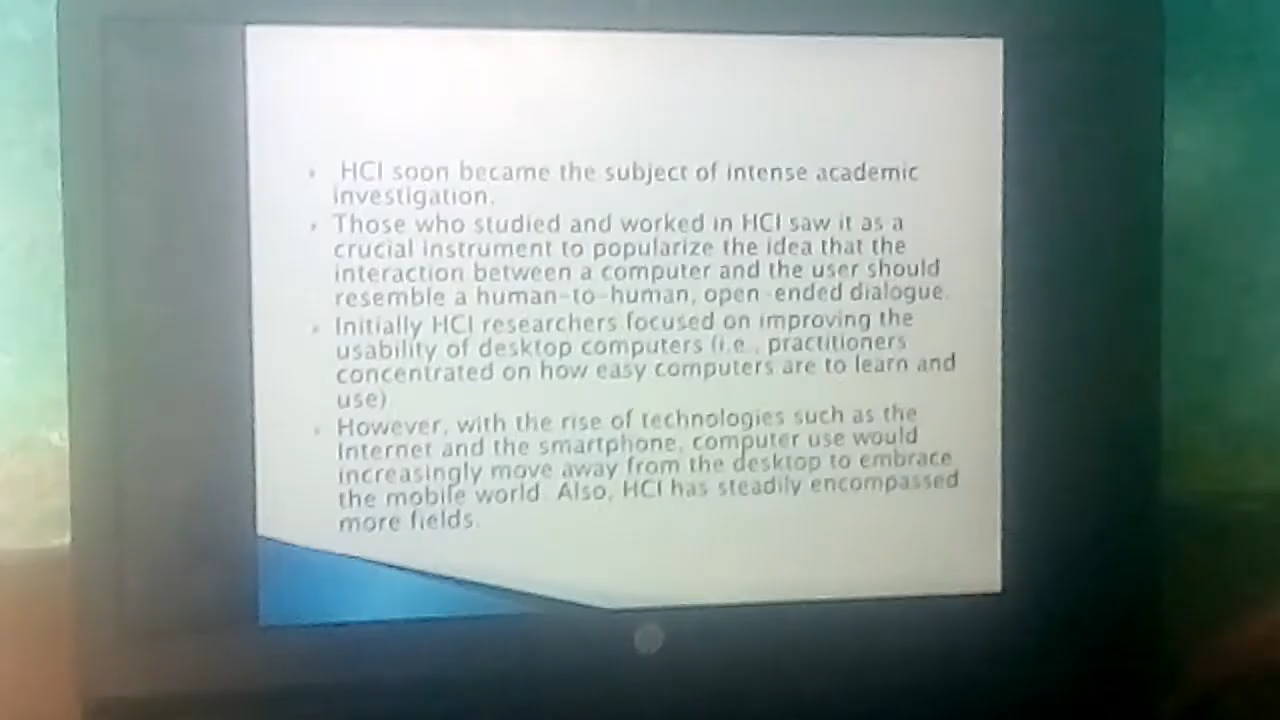 HCI soon became the subject of intense academic
investigation.
Those who studied and worked in HCI saw it as a
crucial instrument to popularize the idea that the
interaction between a computer and the user should
resemble a human-to-human, open-ended dialogue.
Initially HCI researchers focused on improving the
usability of desktop computers (i.e., practitioners
concentrated on how easy computers are to learn and
use)
However, with the rise of technologies such as the
Internet and the smartphone, computer use would
increasingly move away from the desktop to embrace
the mobile world. Also, HCI has steadily encompassed
more fields.